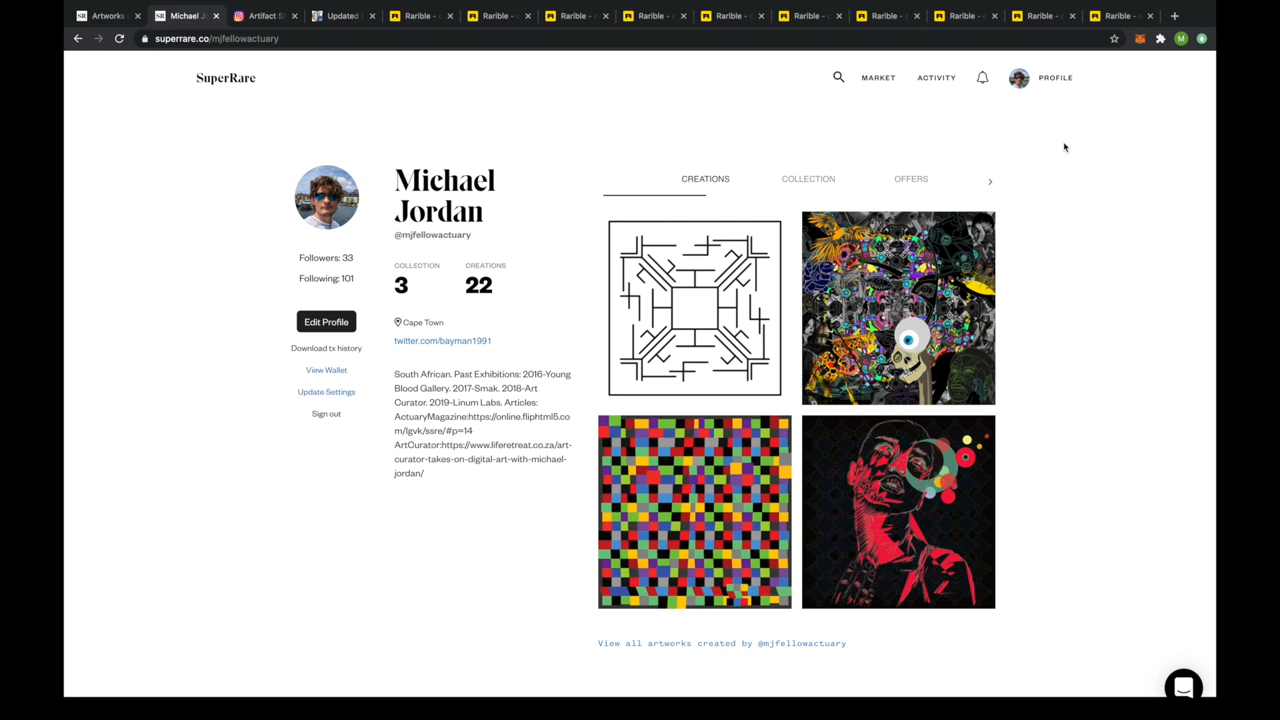 Artworks
Michael Jo
Artifact S
Updated
Rarible - c
Rarible - c
Rarible - c
Rarible - c
Rarible - c
Rarible - c
Rarible - c
Rarible - c
Rarible - c
Rarible - c
superrare.co/mjfellowactuary
M
SuperRare
MARKET
ACTIVITY
PROFILE
Michael
Jordan
@mjfellowactuary
Followers: 33
Following: 101
COLLECTION
CREATIONS
3
22
Edit Profile
Download tx history
View Wallet
Update Settings
Sign out
Cape Town
twitter.com/bayman1991
South African. Past Exhibitions: 2016-Young
Blood Gallery. 2017-Smak. 2018-Art
Curator. 2019-Linum Labs. Articles:
ActuaryMagazine:https://online.fliphtml5.co
m/lgvk/ssre/#p=14
ArtCurator:https://www.liferetreat.co.za/art-
curator-takes-on-digital-art-with-michael-
jordan/
CREATIONS
COLLECTION
OFFERS
View all artworks created by @mjfellowactuary